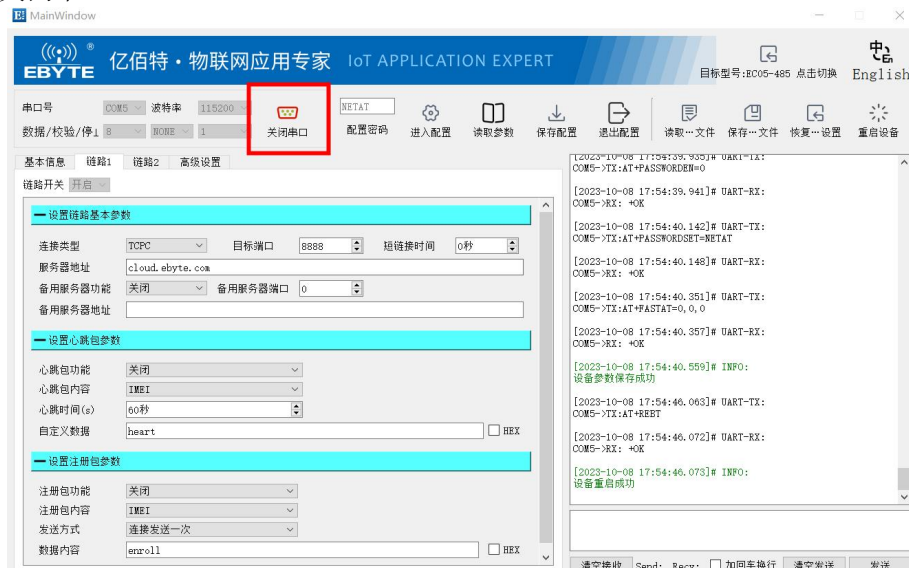 MainWindow
EBYTE ® 亿佰特·物联网应用专家 IoT APPLICATION EXPERT 目标型号:EC05-485 点击切换 中 En English
串口号 COM5 波特率 115200 NETAT
数据/校验/停 8 NONE 1 关闭串口 配置密码 进入配置 读取参数 保存配置 退出配置 读取…文件 保存…文件 恢复…设置 重启设备
基本信息 链路1 链路2 高级设置
链路开关 开启
设置链路基本参数
连接类型 TCPC 目标端口 8888 短链接时间 0秒
服务器地址 cloud.ebyte.com
备用服务器功能 关闭 备用服务器端口 0
备用服务器地址
设置心跳包参数
心跳包功能 关闭
心跳包内容 IMEI
心跳时间(s) 60秒
自定义数据 heart HEX
设置注册包参数
注册包功能 关闭
注册包内容 IMEI
发送方式 连接发送一次
数据内容 enroll HEX
[2023-10-08 17:54:39.935]# UART-TX:
COM5->TX:AT+PASSWORDEN=0
[2023-10-08 17:54:39.941]# UART-RX:
COM5->RX: +OK
[2023-10-08 17:54:40.142]# UART-TX:
COM5->TX:AT+PASSWORDSET=NETAT
[2023-10-08 17:54:40.148]# UART-RX:
COM5->RX: +OK
[2023-10-08 17:54:40.351]# UART-TX:
COM5->TX:AT+FASTAT=0,0,0
[2023-10-08 17:54:40.357]# UART-RX:
COM5->RX: +OK
[2023-10-08 17:54:40.559]# INFO:
设备参数保存成功
[2023-10-08 17:54:46.063]# UART-TX:
COM5->TX:AT+REBT
[2023-10-08 17:54:46.072]# UART-RX:
COM5->RX: +OK
[2023-10-08 17:54:46.073]# INFO:
设备重启成功
清空接收 Send: Recv: 加回车换行 清空发送 发送